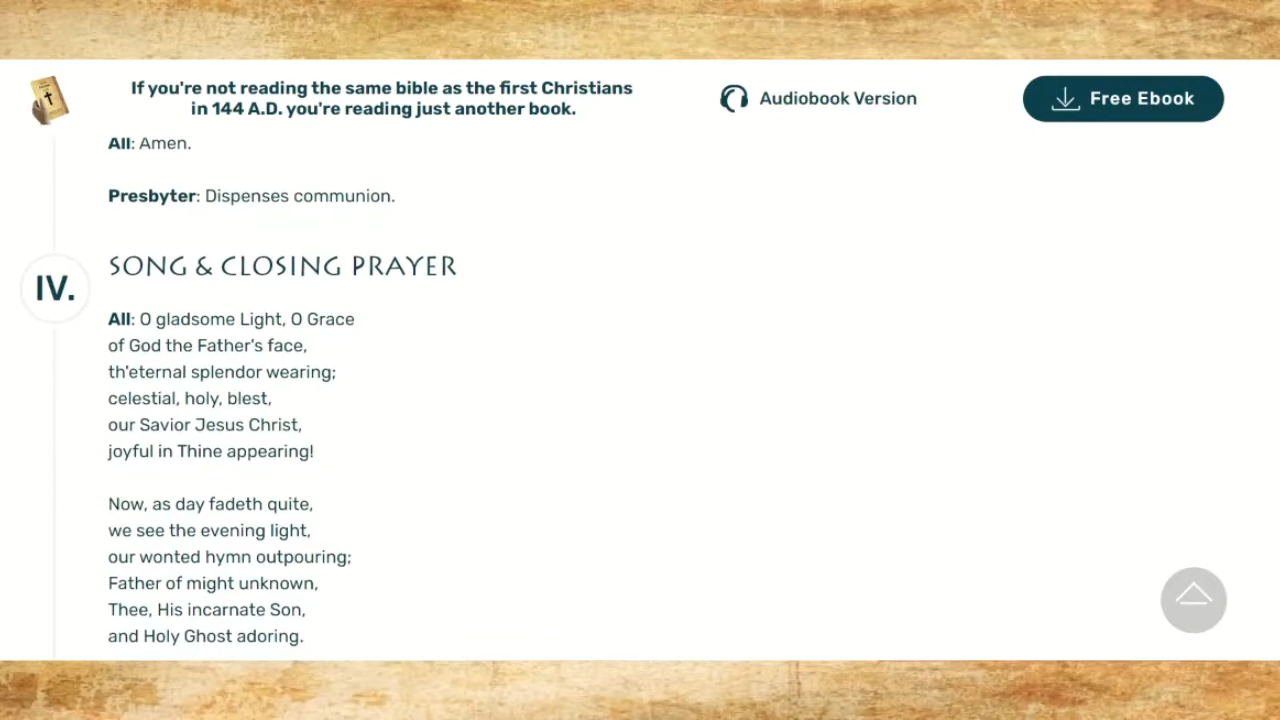 If you're not reading the same bible as the first Christians
in 144 A.D. you're reading just another book.
Audiobook Version
Free Ebook
All: Amen.
Presbyter: Dispenses communion.
IV.
SONG & CLOSING PRAYER
All: O gladsome Light, O Grace
of God the Father's face,
th'eternal splendor wearing;
celestial, holy, blest,
our Savior Jesus Christ,
joyful in Thine appearing!
Now, as day fadeth quite,
we see the evening light,
our wonted hymn outpouring;
Father of might unknown,
Thee, His incarnate Son,
and Holy Ghost adoring.